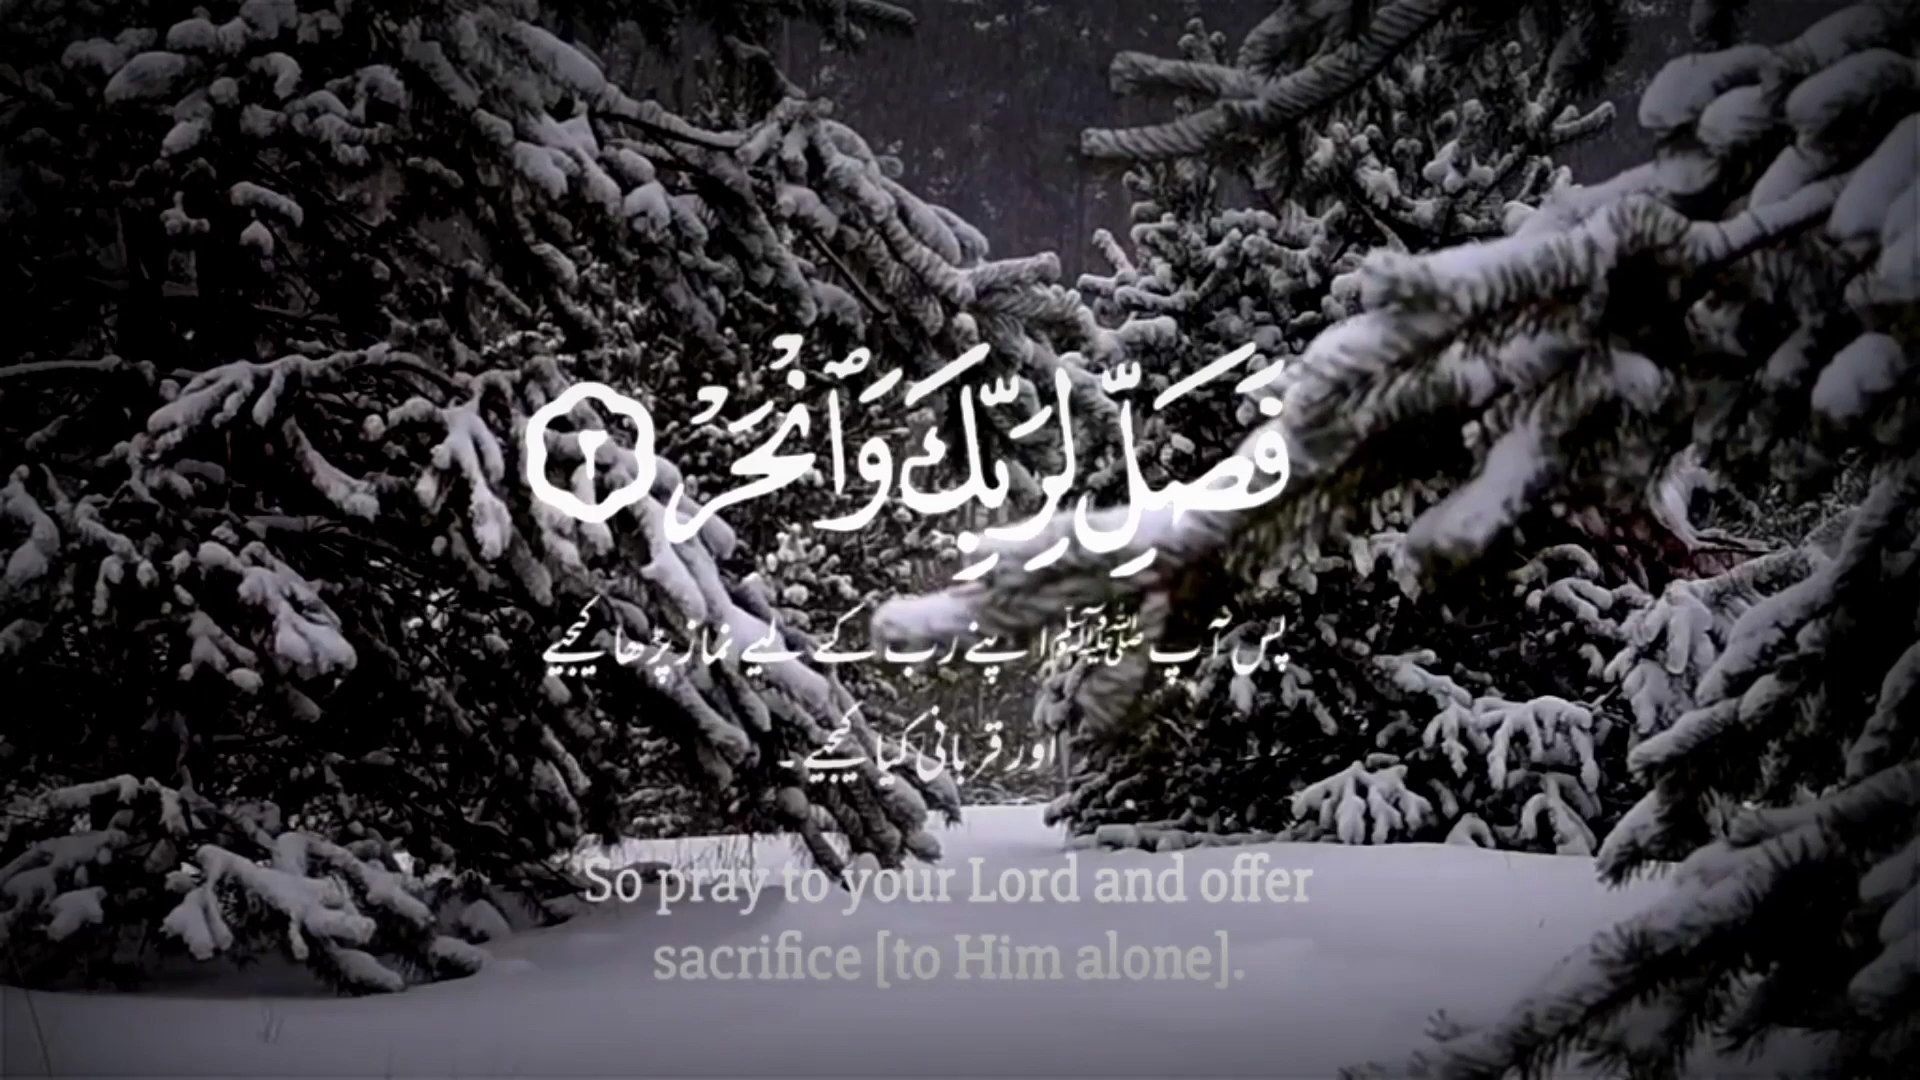 فَصَلِّ لِرَبِّكَ وَٱنْحَرْ ٢
پس آپ ﷺ اپنے رب کے لیے نماز پڑھا کیجیے
اور قربانی کیا کیجیے۔
So pray to your Lord and offer
sacrifice [to Him alone].